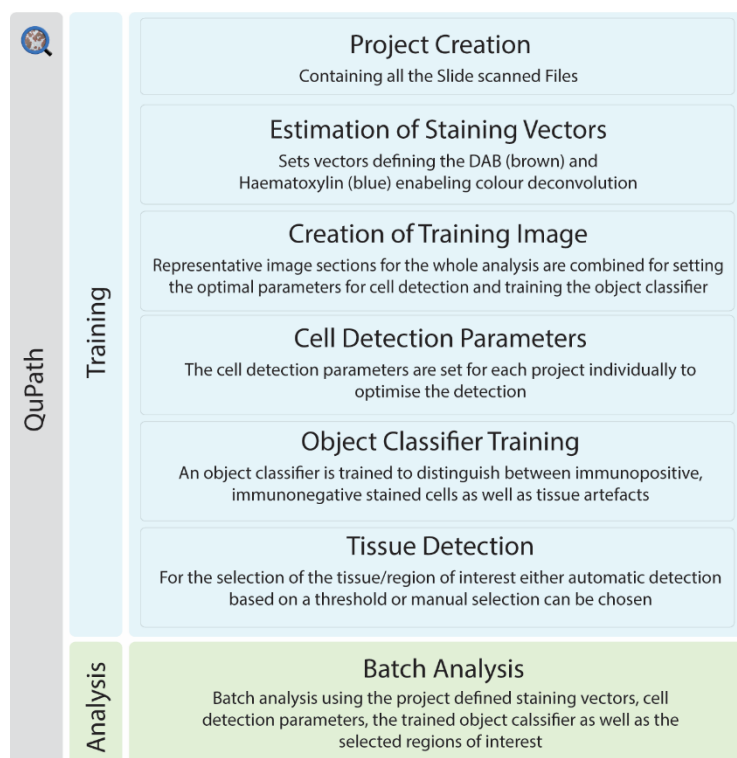 QuPath
Training
Project Creation
Containing all the Slide scanned Files
Estimation of Staining Vectors
Sets vectors defining the DAB (brown) and
Haematoxylin (blue) enabeling colour deconvolution
Creation of Training Image
Representative image sections for the whole analysis are combined for setting
the optimal parameters for cell detection and training the object classifier
Cell Detection Parameters
The cell detection parameters are set for each project individually to
optimise the detection
Object Classifier Training
An object classifier is trained to distinguish between immunopositive,
immunonegative stained cells as well as tissue artefacts
Tissue Detection
For the selection of the tissue/region of interest either automatic detection
based on a threshold or manual selection can be chosen
Analysis
Batch Analysis
Batch analysis using the project defined staining vectors, cell
detection parameters, the trained object calssifier as well as the
selected regions of interest